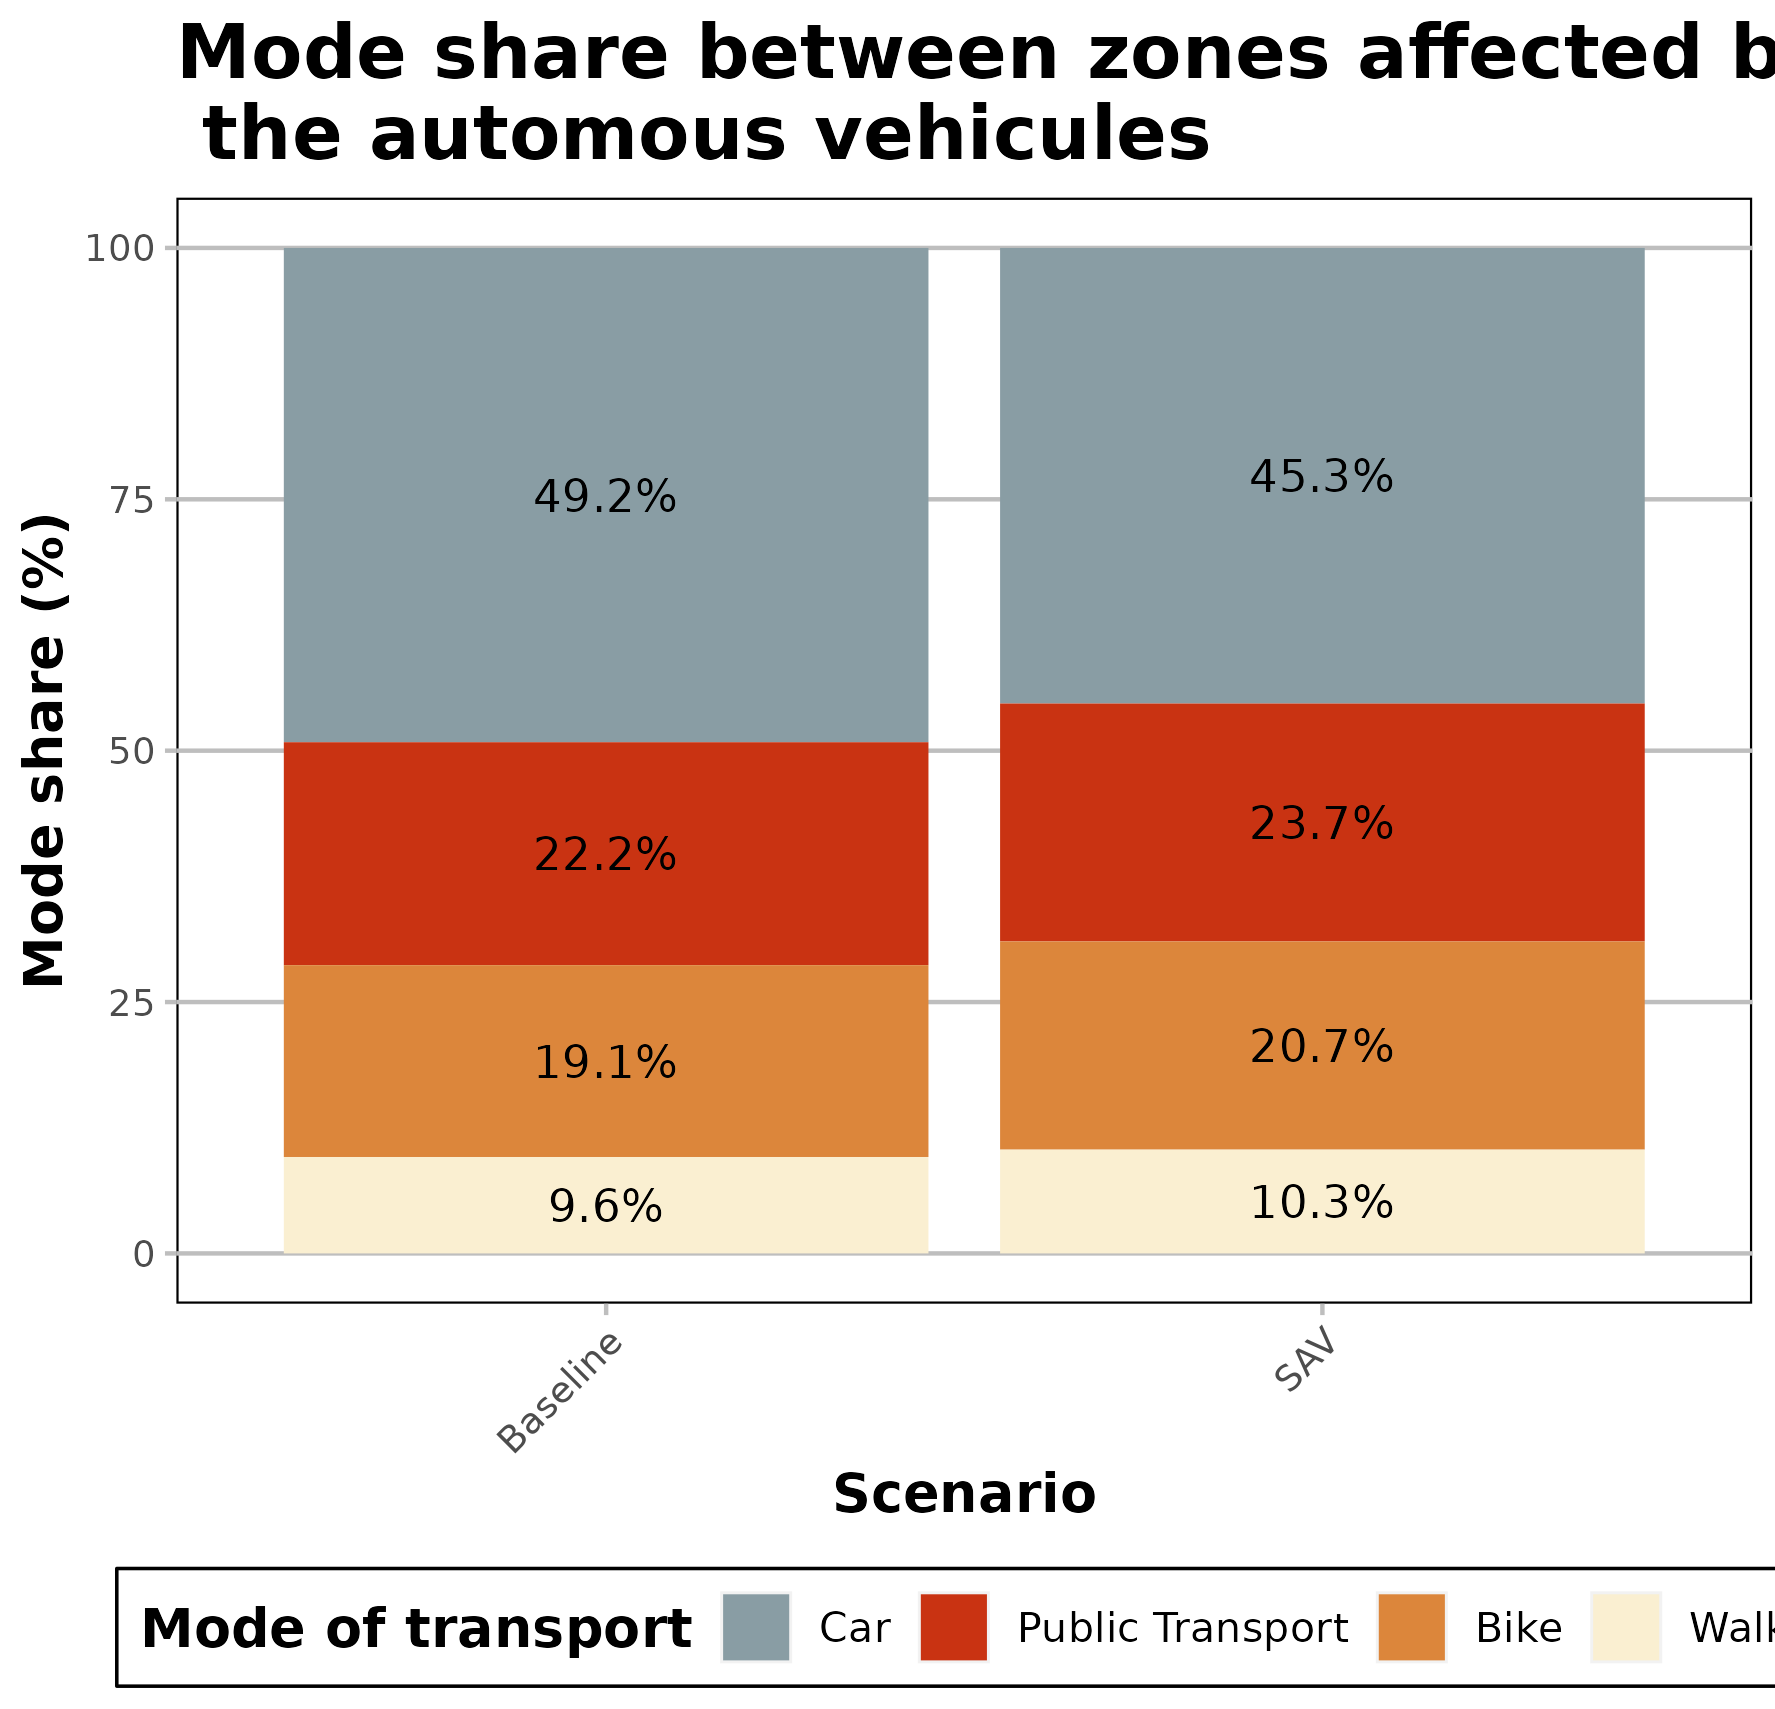 Mode share between zones affected b
the automous vehicules
Mode share (%)
100
75
50
25
0
49.2%
45.3%
22.2%
23.7%
19.1%
20.7%
9.6%
10.3%
Baseline
SAV
Scenario
Mode of transport Car Public Transport Bike Walk